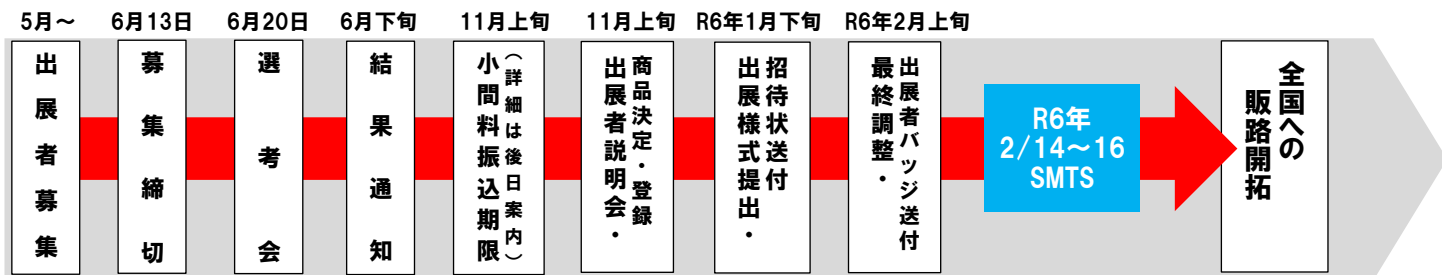 5月～
出展者募集
6月13日
募集締切
6月20日
選考会
6月下旬
結果通知
11月上旬
小間料振込期限
（詳細は後日案内）
11月上旬
出展者説明会・
商品決定・登録
R6年1月下旬
出展様式提出・
招待状送付
R6年2月上旬
最終調整・
出展者バッジ送付
R6年
2/14～16
SMTS
全国への
販路開拓